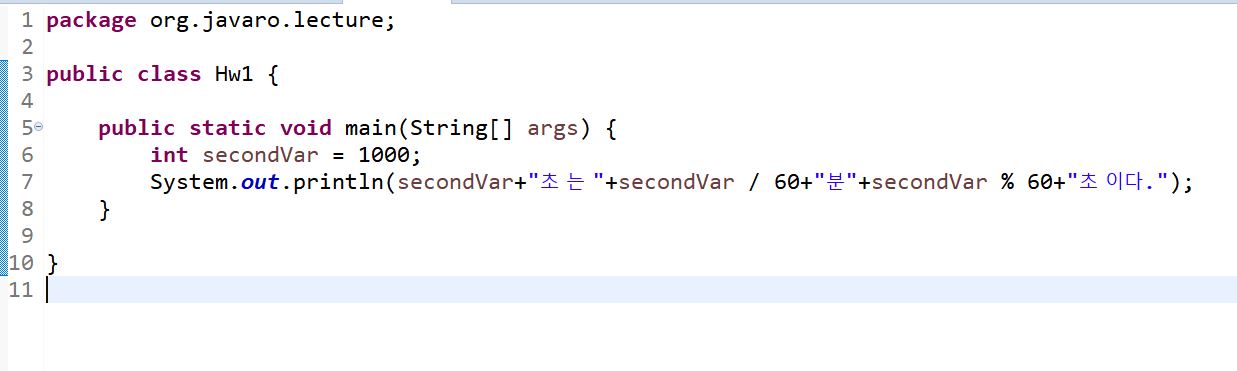 1 package org.javaro.lecture;
2
3 public class Hw1 {
4
5 public static void main(String[] args) {
6 int secondVar = 1000;
7 System.out.println(secondVar+"초 는 "+secondVar / 60+"분"+secondVar % 60+"초 이다.");
8 }
9
10 }
11